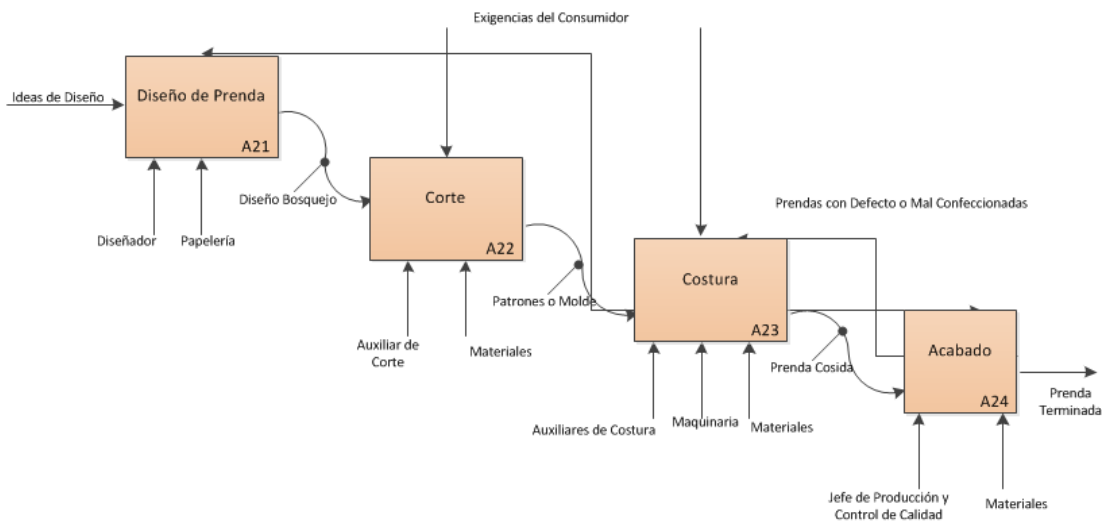 Exigencias del Consumidor
Ideas de Diseño
Diseño de Prenda
A21
Diseño Bosquejo
Diseñador
Papelería
Corte
A22
Prendas con Defecto o Mal Confeccionadas
Patrones o Molde
Auxiliar de
Corte
Materiales
Costura
A23
Prenda Cosida
Auxiliares de Costura
Maquinaria
Materiales
Acabado
A24
Prenda
Terminada
Jefe de Producción y
Control de Calidad
Materiales